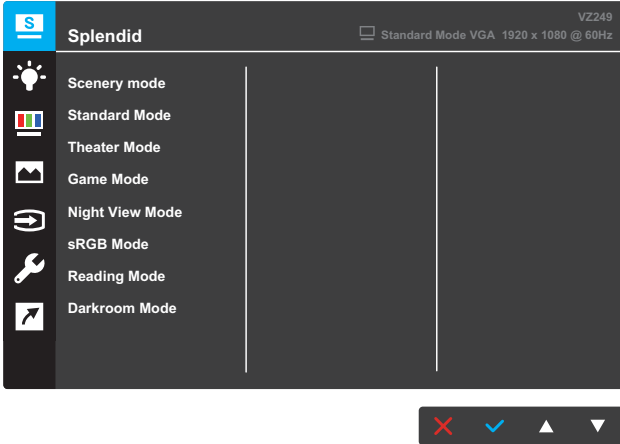 S
VZ249
Splendid
Standard Mode VGA 1920 x 1080 @ 60Hz
Scenery mode
Standard Mode
Theater Mode
Game Mode
Night View Mode
sRGB Mode
Reading Mode
Darkroom Mode